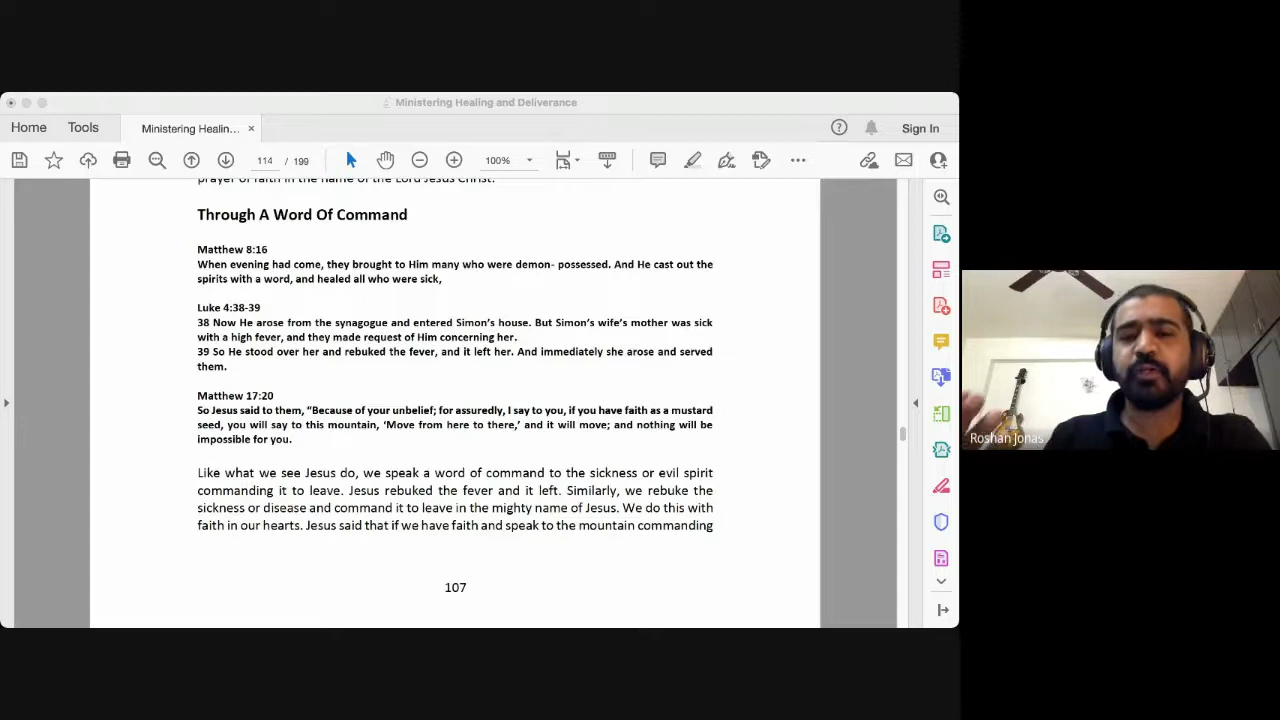 Ministering Healing and Deliverance
Home
Tools
Ministering Healin...
×
Sign In
114 / 199
100%
prayer of faith in the name of the Lord Jesus Christ.
Through A Word Of Command
Matthew 8:16
When evening had come, they brought to Him many who were demon- possessed. And He cast out the
spirits with a word, and healed all who were sick,
Luke 4:38-39
38 Now He arose from the synagogue and entered Simon's house. But Simon's wife's mother was sick
with a high fever, and they made request of Him concerning her.
39 So He stood over her and rebuked the fever, and it left her. And immediately she arose and served
them.
Matthew 17:20
So Jesus said to them, "Because of your unbelief; for assuredly, I say to you, if you have faith as a mustard
seed, you will say to this mountain, 'Move from here to there,' and it will move; and nothing will be
impossible for you.
Like what we see Jesus do, we speak a word of command to the sickness or evil spirit
commanding it to leave. Jesus rebuked the fever and it left. Similarly, we rebuke the
sickness or disease and command it to leave in the mighty name of Jesus. We do this with
faith in our hearts. Jesus said that if we have faith and speak to the mountain commanding
107
Roshan Jonas